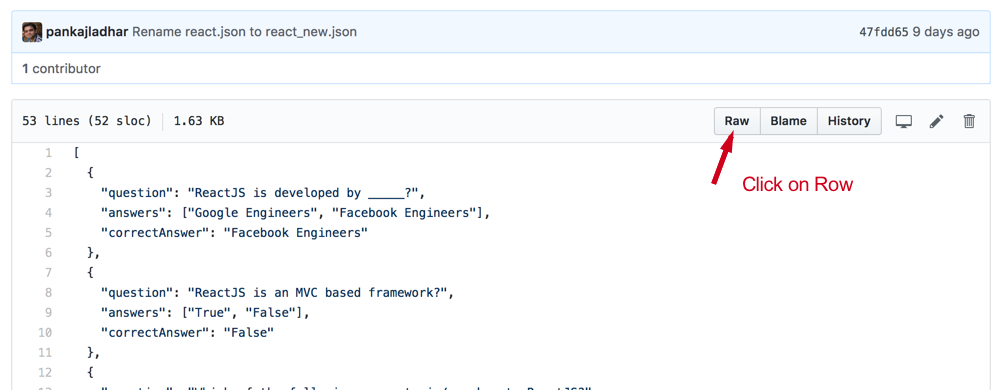 pankajladhar Rename react.json to react_new.json 47fdd65 9 days ago
1 contributor
53 lines (52 sloc) 1.63 KB Raw Blame History
Click on Row
1 [
2 {
3 "question": "ReactJS is developed by _____?",
4 "answers": ["Google Engineers", "Facebook Engineers"],
5 "correctAnswer": "Facebook Engineers"
6 },
7 {
8 "question": "ReactJS is an MVC based framework?",
9 "answers": ["True", "False"],
10 "correctAnswer": "False"
11 },
12 {